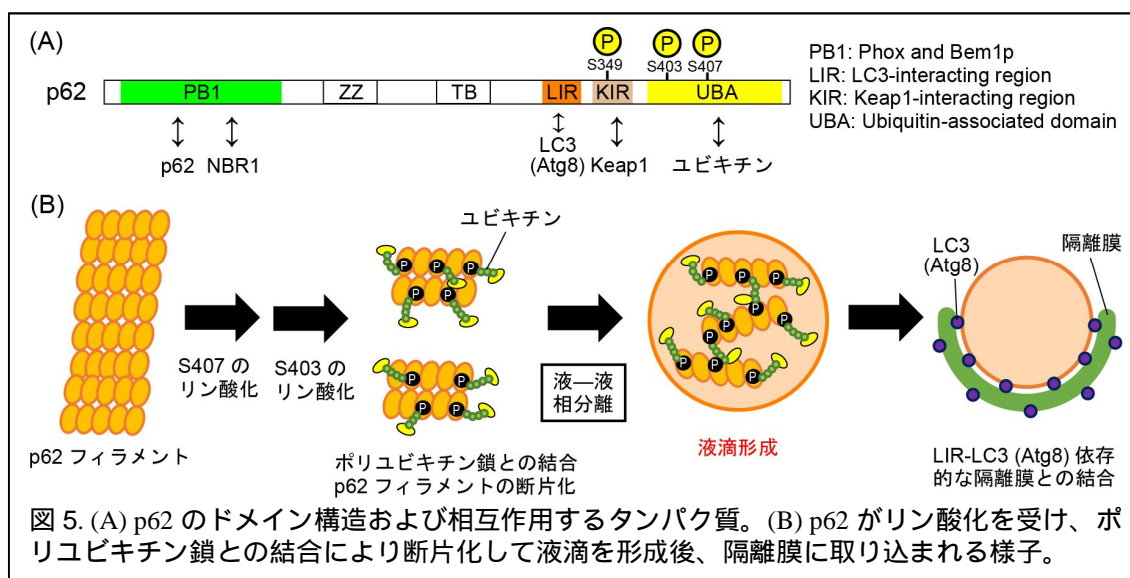 (A)
P
P
P
S349
S403
S407
p62
PB1
ZZ
TB
LIR
KIR
UBA
p62
NBR1
LC3
(Atg8)
Keap1
ユビキチン
PB1: Phox and Bem1p
LIR: LC3-interacting region
KIR: Keap1-interacting region
UBA: Ubiquitin-associated domain
(B)
p62 フィラメント
S407 の
リン酸化
S403 の
リン酸化
ユビキチン
P
P
P
P
P
P
P
P
P
ポリユビキチン鎖との結合
p62 フィラメントの断片化
液—液
相分離
P
P
P
P
P
P
P
P
P
液滴形成
LC3
(Atg8)
隔離膜
LIR-LC3 (Atg8) 依存
的な隔離膜との結合
図 5. (A) p62 のドメイン構造および相互作用するタンパク質。(B) p62 がリン酸化を受け、ポ
リユビキチン鎖との結合により断片化して液滴を形成後、隔離膜に取り込まれる様子。